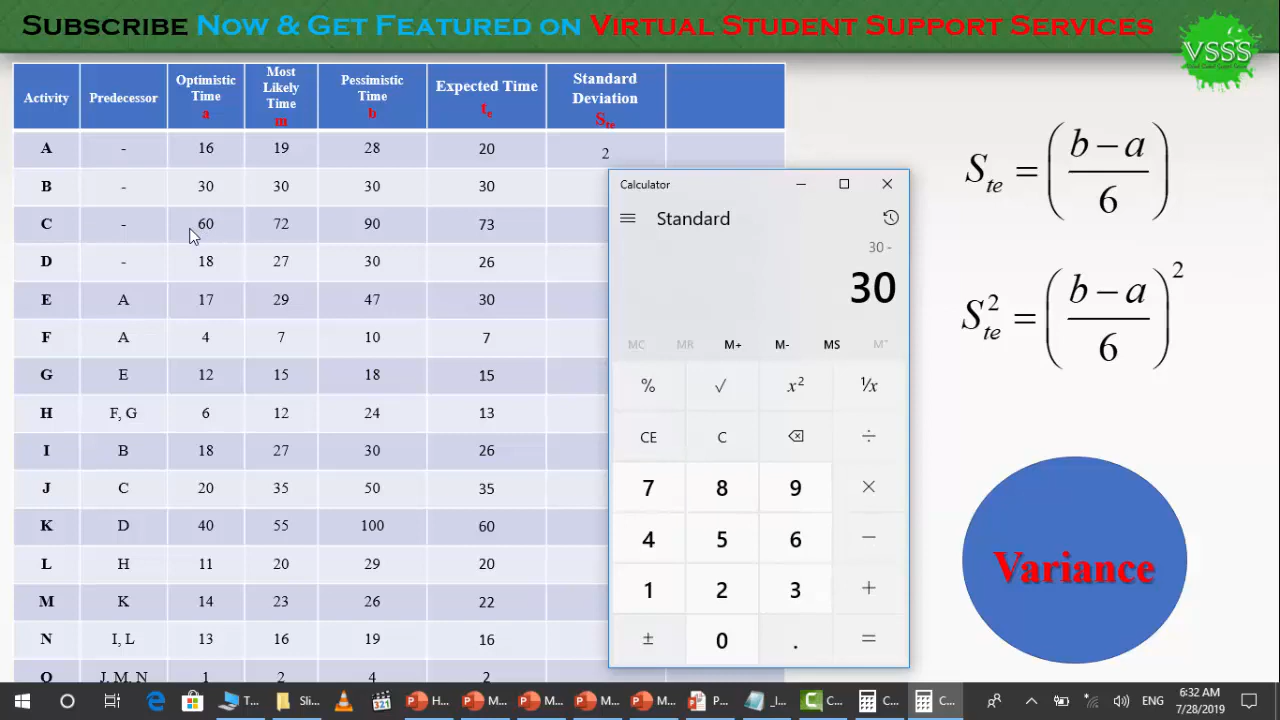 Subscribe Now & Get Featured on Virtual Student Support Services
VSSS
Activity Predecessor Optimistic Time a Most Likely Time m Pessimistic Time b Expected Time te Standard Deviation Ste
A - 16 19 28 20 2
B - 30 30 30 30
C - 60 72 90 73
D - 18 27 30 26
E A 17 29 47 30
F A 4 7 10 7
G E 12 15 18 15
H F, G 6 12 24 13
I B 18 27 30 26
J C 20 35 50 35
K D 40 55 100 60
L H 11 20 29 20
M K 14 23 26 22
N I, L 13 16 19 16
O J, M, N 1 2 4 2
Calculator
Standard
30 -
30
MC MR M+ M- MS M˅
% √ x² ¹/x
CE C ÷
7 8 9 ×
4 5 6 −
1 2 3 +
± 0 . =
Ste = (b − a / 6)
S²te = (b − a / 6)²
Variance
T... Sli... 321 H... M... M... M... M... P... _I... C... C... C... ENG 6:32 AM
7/28/2019